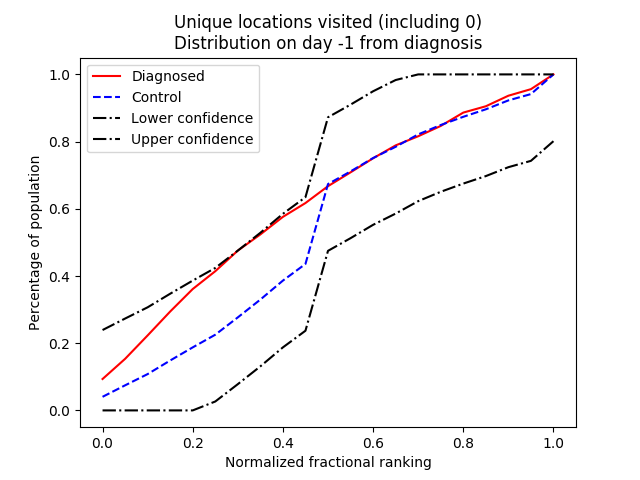 Unique locations visited (including 0)
Distribution on day -1 from diagnosis
Diagnosed
Control
Lower confidence
Upper confidence
Percentage of population
1.0
0.8
0.6
0.4
0.2
0.0
0.0 0.2 0.4 0.6 0.8 1.0
Normalized fractional ranking